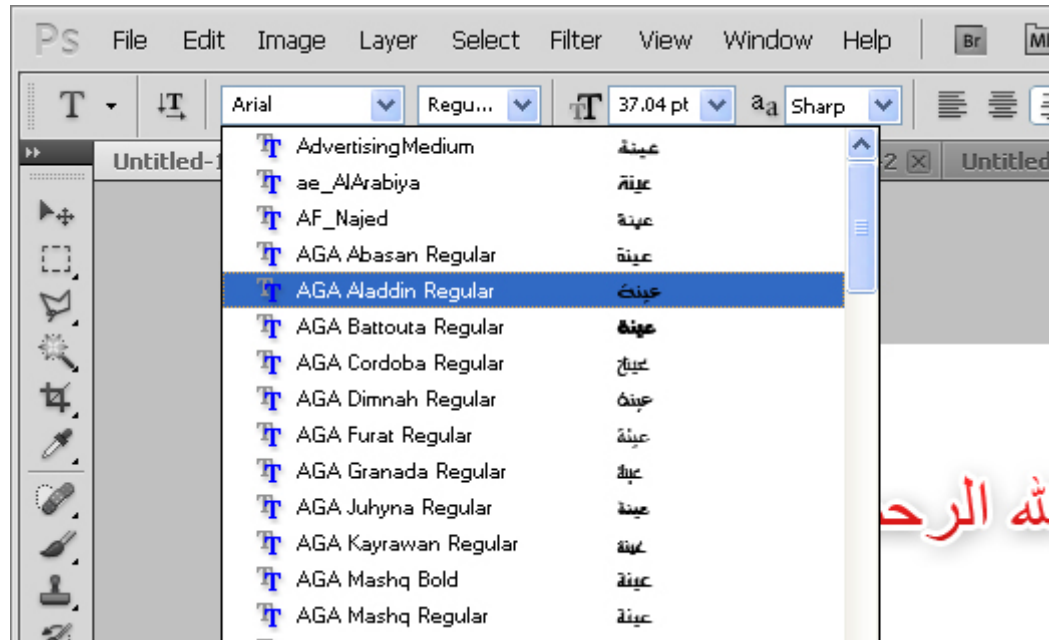 Ps File Edit Image Layer Select Filter View Window Help Br
T T Arial Regu... T 37.04 pt aa Sharp
Untitled-1 -2 Untitled
AdvertisingMedium عينة
ae_AlArabiya عينة
AF_Najed عينة
AGA Abasan Regular عينة
AGA Aladdin Regular عينة
AGA Battouta Regular عينة
AGA Cordoba Regular عينة
AGA Dimnah Regular عينة
AGA Furat Regular عينة
AGA Granada Regular عينة
AGA Juhyna Regular عينة
AGA Kayrawan Regular عينة
AGA Mashq Bold عينة
AGA Mashq Regular عينة
الله الرح